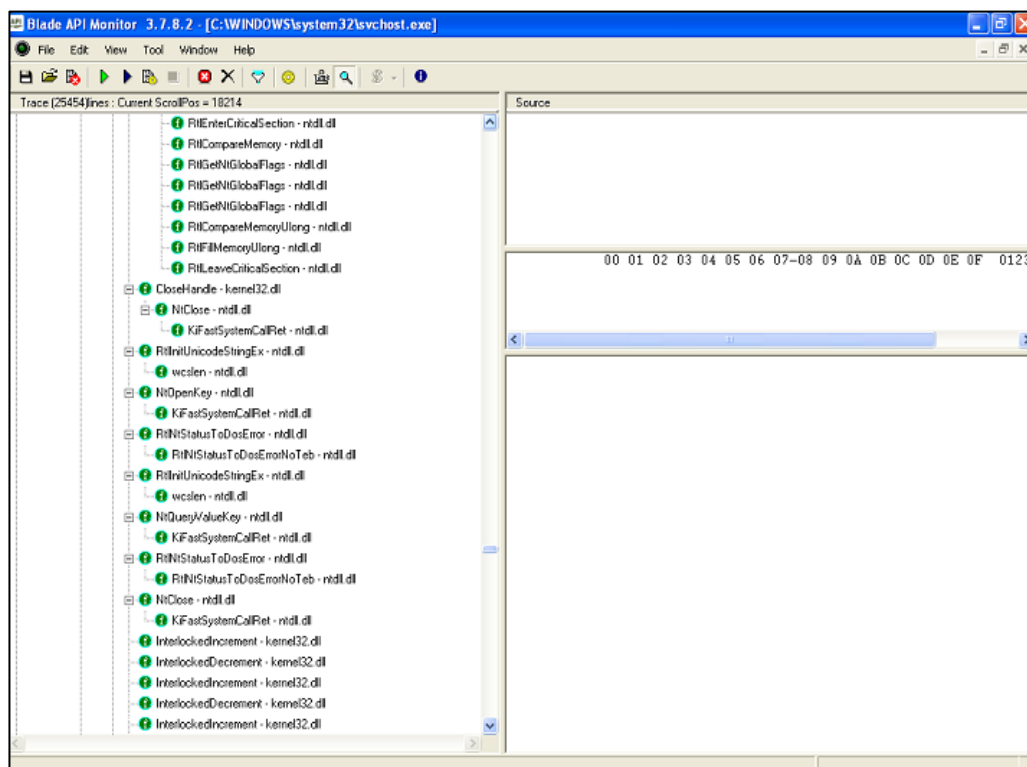 Blade API Monitor 3.7.8.2 - [C:\WINDOWS\system32\svchost.exe]
File Edit View Tool Window Help
Trace (25454)lines : Current ScrollPos = 18214
RtlEnterCriticalSection - ntdll.dll
RtlCompareMemory - ntdll.dll
RtlGetNtGlobalFlags - ntdll.dll
RtlGetNtGlobalFlags - ntdll.dll
RtlGetNtGlobalFlags - ntdll.dll
RtlCompareMemoryUlong - ntdll.dll
RtlFillMemoryUlong - ntdll.dll
RtlLeaveCriticalSection - ntdll.dll
CloseHandle - kernel32.dll
NtClose - ntdll.dll
KiFastSystemCallRet - ntdll.dll
RtlInitUnicodeStringEx - ntdll.dll
wcslen - ntdll.dll
NtOpenKey - ntdll.dll
KiFastSystemCallRet - ntdll.dll
RtlNtStatusToDosError - ntdll.dll
RtlNtStatusToDosErrorNoTeb - ntdll.dll
RtlInitUnicodeStringEx - ntdll.dll
wcslen - ntdll.dll
NtQueryValueKey - ntdll.dll
KiFastSystemCallRet - ntdll.dll
RtlNtStatusToDosError - ntdll.dll
RtlNtStatusToDosErrorNoTeb - ntdll.dll
NtClose - ntdll.dll
KiFastSystemCallRet - ntdll.dll
InterlockedIncrement - kernel32.dll
InterlockedDecrement - kernel32.dll
InterlockedIncrement - kernel32.dll
InterlockedDecrement - kernel32.dll
InterlockedIncrement - kernel32.dll
Source
00 01 02 03 04 05 06 07-08 09 0A 0B 0C 0D 0E 0F 0123